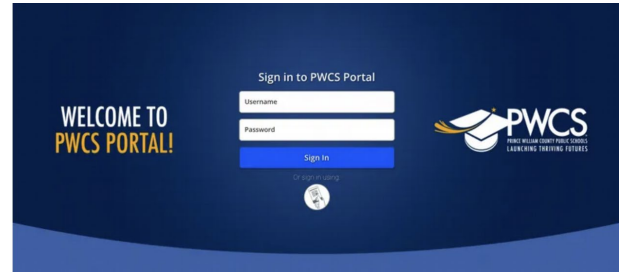 WELCOME TO
PWCS PORTAL!
Sign in to PWCS Portal
Username
Password
Sign In
Or sign in using:
PWCS
PRINCE WILLIAM COUNTY PUBLIC SCHOOLS
LAUNCHING THRIVING FUTURES